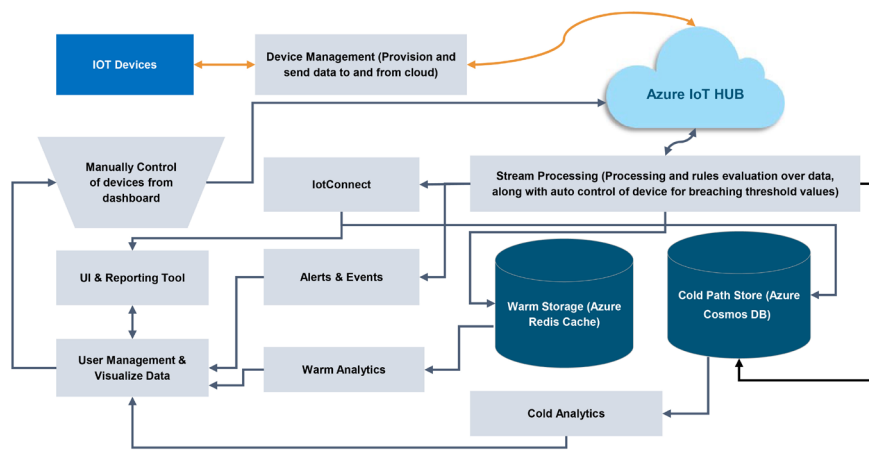 IOT Devices
Device Management (Provision and
send data to and from cloud)
Azure IoT HUB
Manually Control
of devices from
dashboard
IotConnect
Stream Processing (Processing and rules evaluation over data,
along with auto control of device for breaching threshold values)
UI & Reporting Tool
Alerts & Events
Warm Storage (Azure
Redis Cache)
Cold Path Store (Azure
Cosmos DB)
User Management &
Visualize Data
Warm Analytics
Cold Analytics